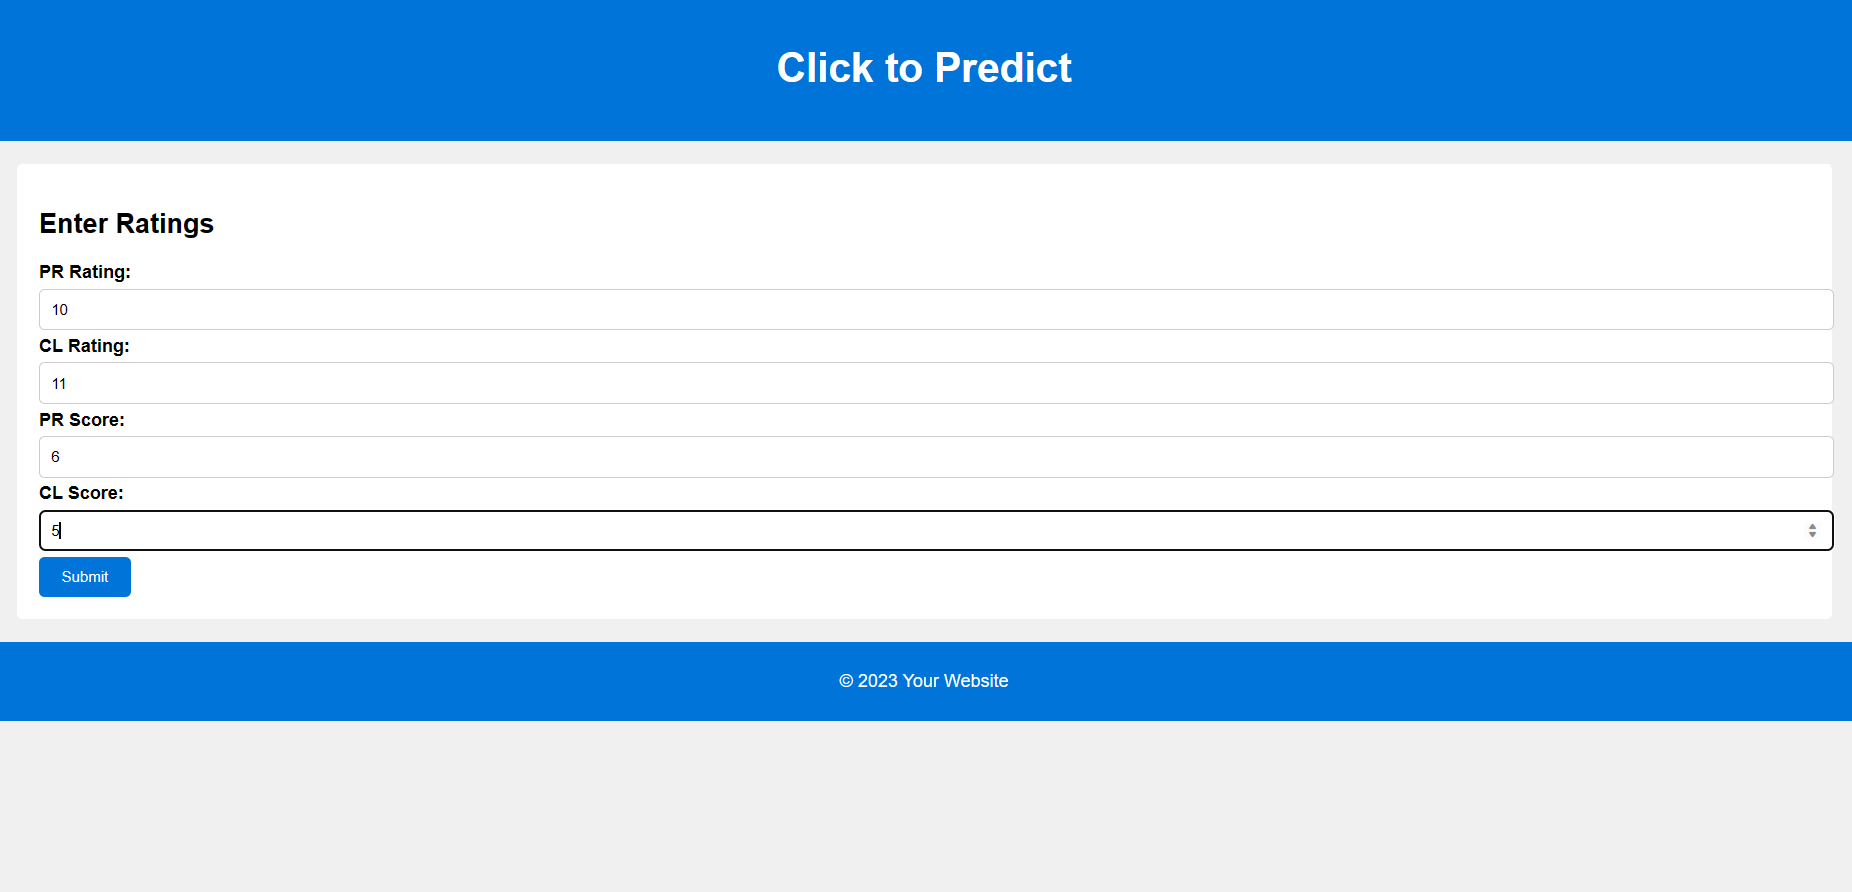 Click to Predict
Enter Ratings
PR Rating:
10
CL Rating:
11
PR Score:
6
CL Score:
5
Submit
© 2023 Your Website